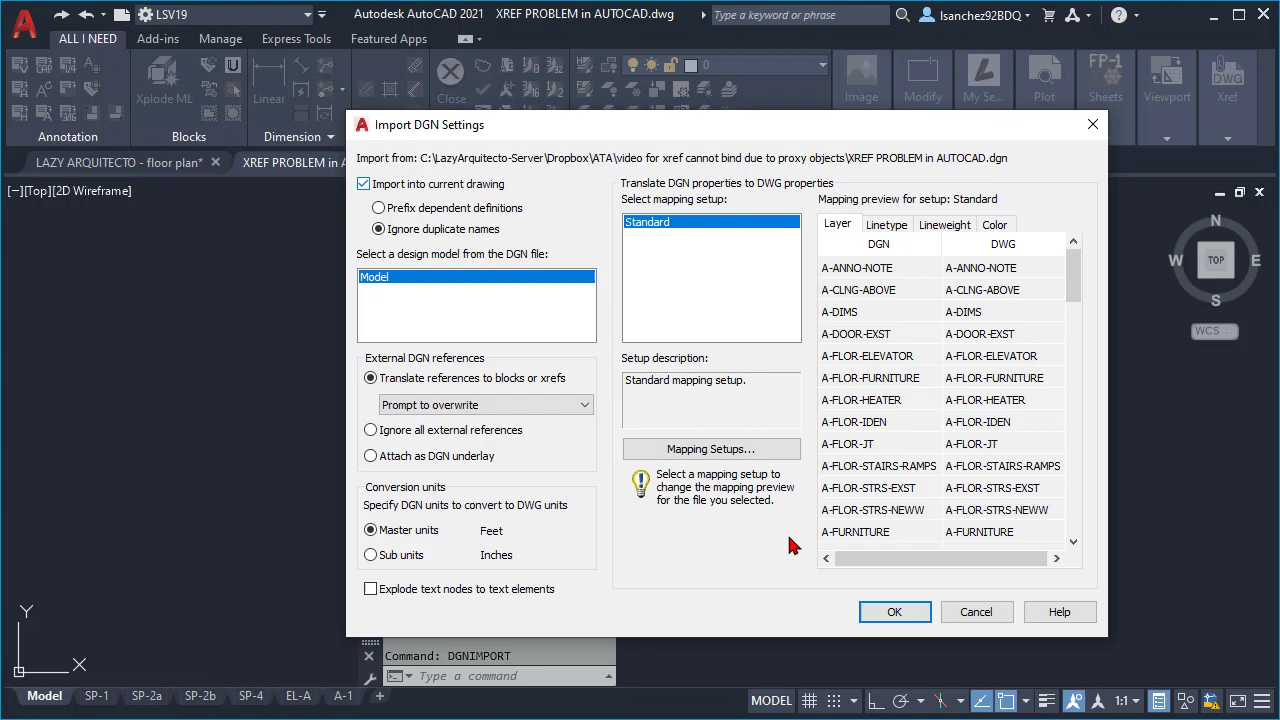 LSV19
Autodesk AutoCAD 2021
XREF PROBLEM in AUTOCAD.dwg
Type a keyword or phrase
lsanchez92BDQ
ALL I NEED
Add-ins
Manage
Express Tools
Featured Apps
Xplode ML
Linear
Close
0
Image
Modify
My Se...
Plot
FP-1
Sheets
Viewport
DWG
Xref
Annotation
Blocks
Dimension
LAZY ARQUITECTO - floor plan*
XREF PROBLEM in A
[−][Top][2D Wireframe]
N
W
TOP
E
S
WCS
Import DGN Settings
Import from: C:\LazyArquitecto-Server\Dropbox\ATA\video for xref cannot bind due to proxy objects\XREF PROBLEM in AUTOCAD.dgn
Import into current drawing
Prefix dependent definitions
Ignore duplicate names
Select a design model from the DGN file:
Model
External DGN references
Translate references to blocks or xrefs
Prompt to overwrite
Ignore all external references
Attach as DGN underlay
Conversion units
Specify DGN units to convert to DWG units
Master units Feet
Sub units Inches
Explode text nodes to text elements
Translate DGN properties to DWG properties
Select mapping setup:
Standard
Setup description:
Standard mapping setup.
Mapping Setups...
Select a mapping setup to
change the mapping preview
for the file you selected.
Mapping preview for setup: Standard
Layer Linetype Lineweight Color
DGN DWG
A-ANNO-NOTE A-ANNO-NOTE
A-CLNG-ABOVE A-CLNG-ABOVE
A-DIMS A-DIMS
A-DOOR-EXST A-DOOR-EXST
A-FLOR-ELEVATOR A-FLOR-ELEVATOR
A-FLOR-FURNITURE A-FLOR-FURNITURE
A-FLOR-HEATER A-FLOR-HEATER
A-FLOR-IDEN A-FLOR-IDEN
A-FLOR-JT A-FLOR-JT
A-FLOR-STAIRS-RAMPS A-FLOR-STAIRS-RAMPS
A-FLOR-STRS-EXST A-FLOR-STRS-EXST
A-FLOR-STRS-NEWW A-FLOR-STRS-NEWW
A-FURNITURE A-FURNITURE
OK Cancel Help
Y
X
Command: DGNIMPORT
Type a command
Model SP-1 SP-2a SP-2b SP-4 EL-A A-1
MODEL
1:1